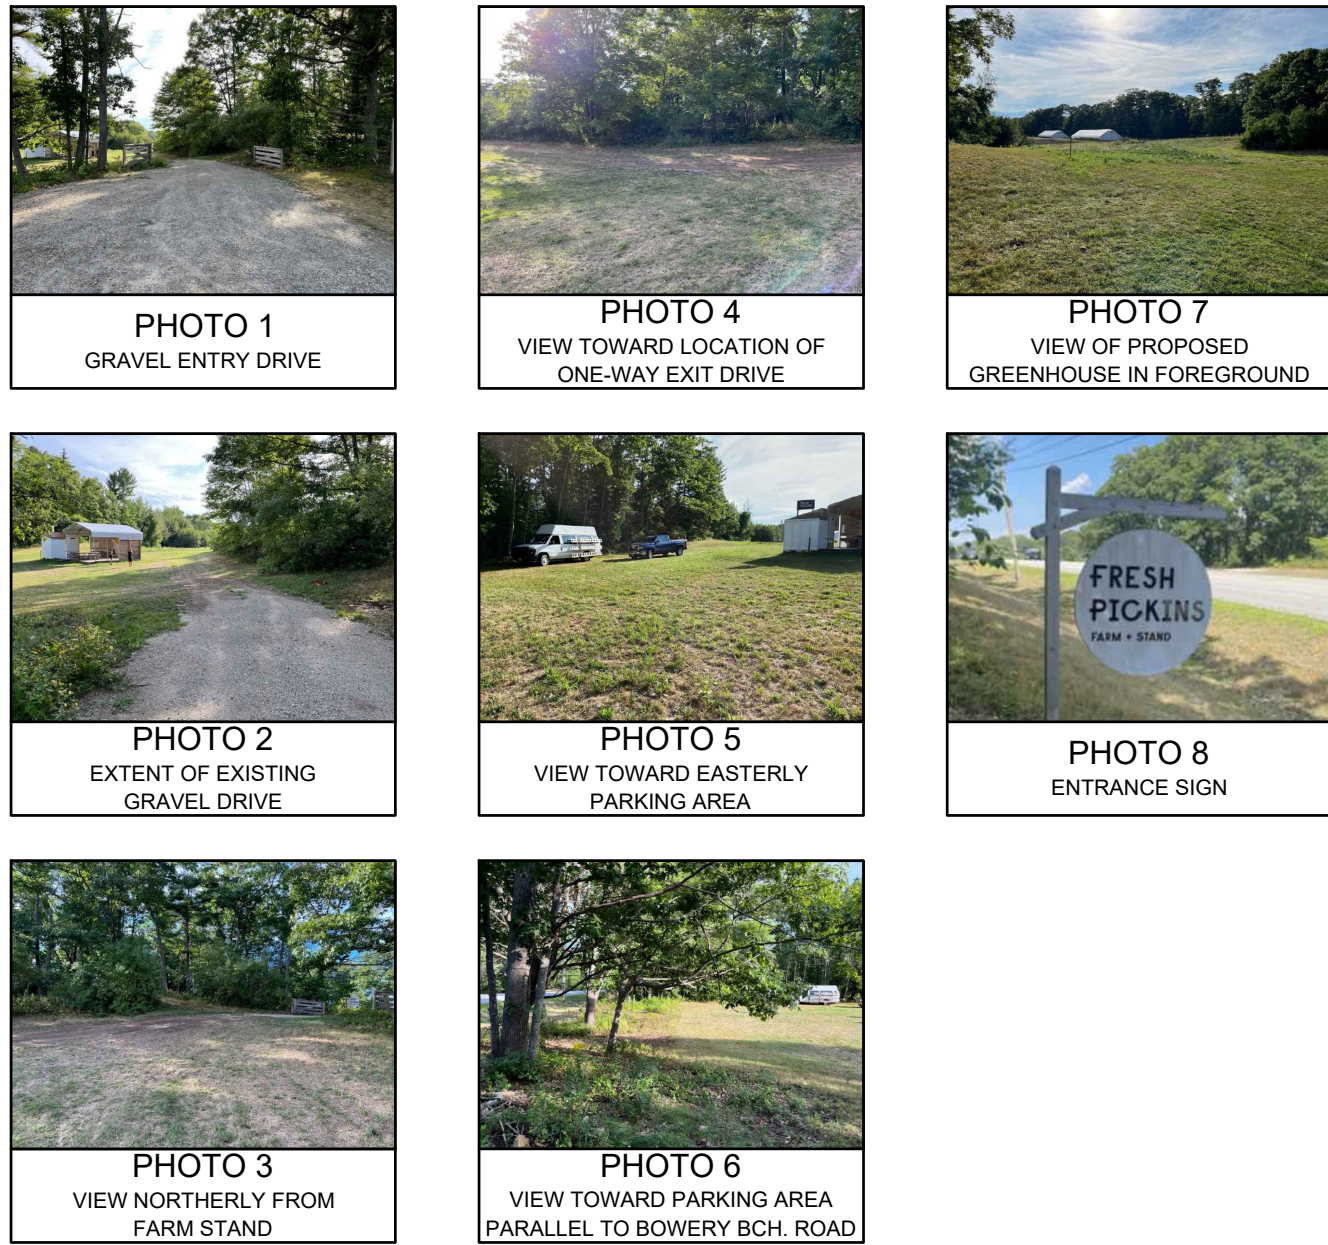 PHOTO 1
GRAVEL ENTRY DRIVE
PHOTO 2
EXTENT OF EXISTING
GRAVEL DRIVE
PHOTO 3
VIEW NORTHERLY FROM
FARM STAND
PHOTO 4
VIEW TOWARD LOCATION OF
ONE-WAY EXIT DRIVE
PHOTO 5
VIEW TOWARD EASTERLY
PARKING AREA
PHOTO 6
VIEW TOWARD PARKING AREA
PARALLEL TO BOWERY BCH. ROAD
PHOTO 7
VIEW OF PROPOSED
GREENHOUSE IN FOREGROUND
FRESH
PICKINS
FARM + STAND
PHOTO 8
ENTRANCE SIGN